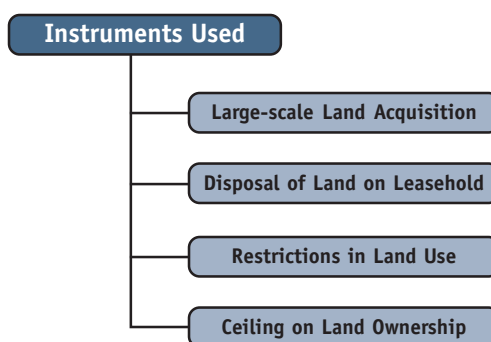 Instruments Used
Large-scale Land Acquisition
Disposal of Land on Leasehold
Restrictions in Land Use
Ceiling on Land Ownership